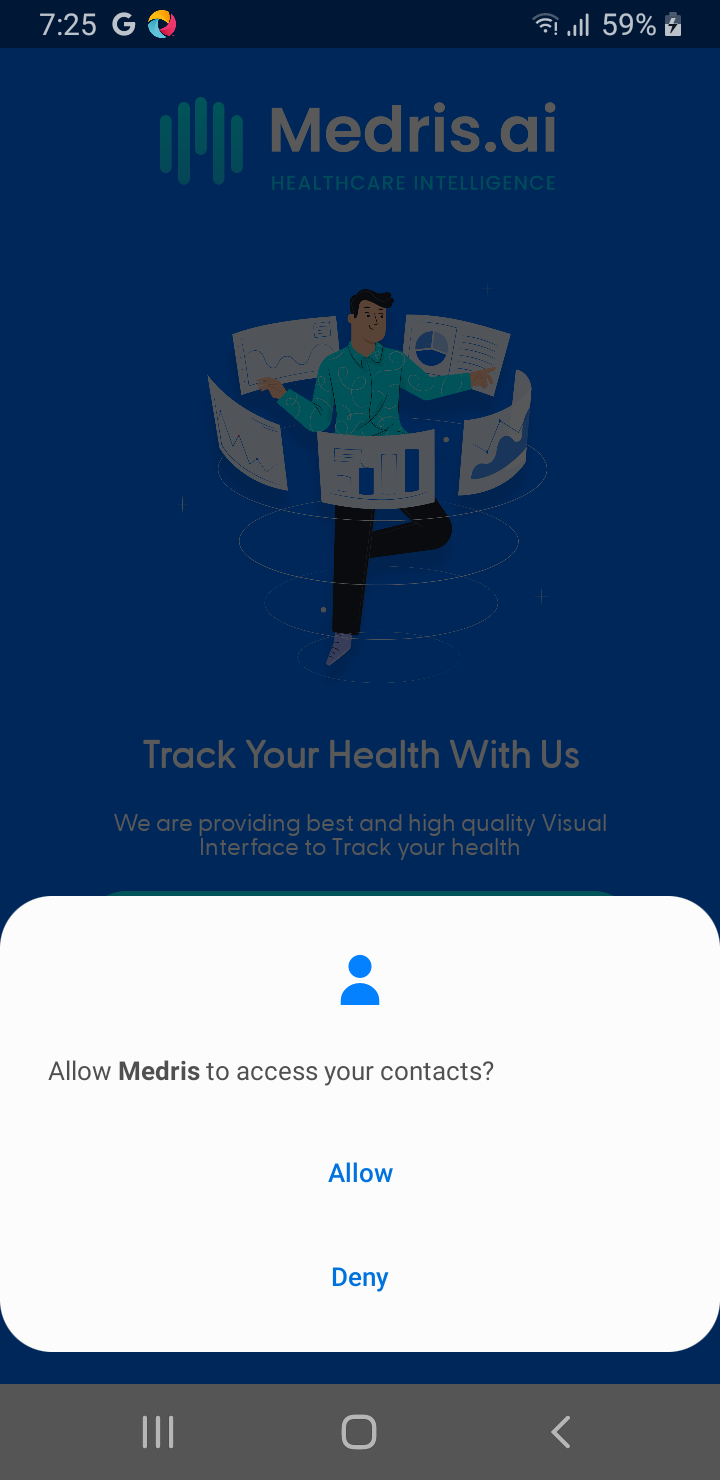 7:25 G 59%
Medris.ai
HEALTHCARE INTELLIGENCE
Track Your Health With Us
We are providing best and high quality Visual
Interface to Track your health
Allow Medris to access your contacts?
Allow
Deny